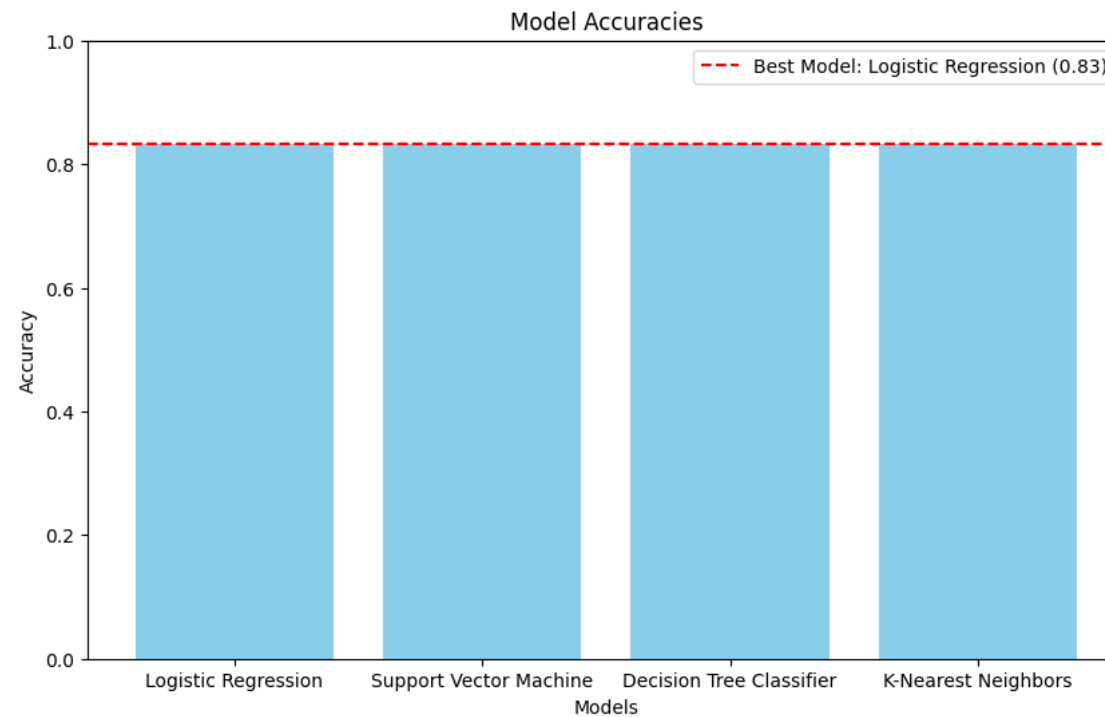 Model Accuracies
Best Model: Logistic Regression (0.83)
1.0
0.8
0.6
0.4
0.2
0.0
Accuracy
Logistic Regression
Support Vector Machine
Decision Tree Classifier
K-Nearest Neighbors
Models